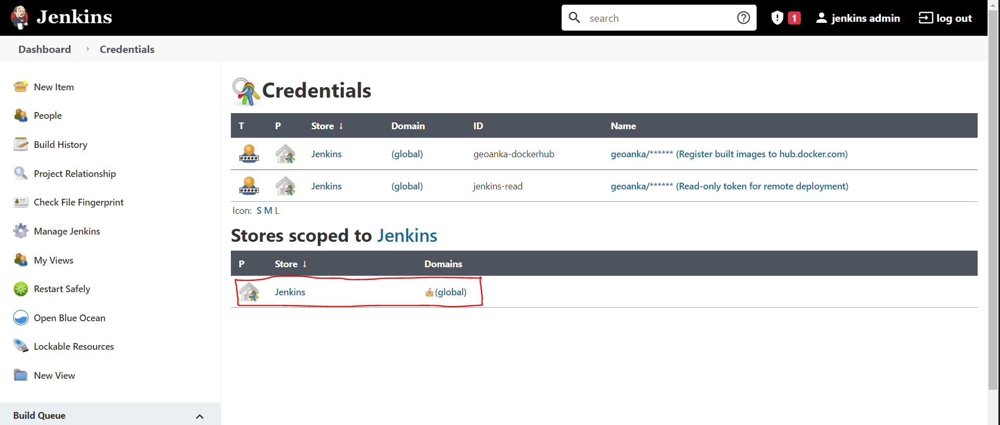 Jenkins
search
1
jenkins admin
log out
Dashboard Credentials
New Item
People
Build History
Project Relationship
Check File Fingerprint
Manage Jenkins
My Views
Restart Safely
Open Blue Ocean
Lockable Resources
New View
Build Queue
Credentials
T P Store ↓ Domain ID Name
Jenkins (global) geoanka-dockerhub geoanka/****** (Register built images to hub.docker.com)
Jenkins (global) jenkins-read geoanka/****** (Read-only token for remote deployment)
Icon: S M L
Stores scoped to Jenkins
P Store ↓ Domains
Jenkins (global)